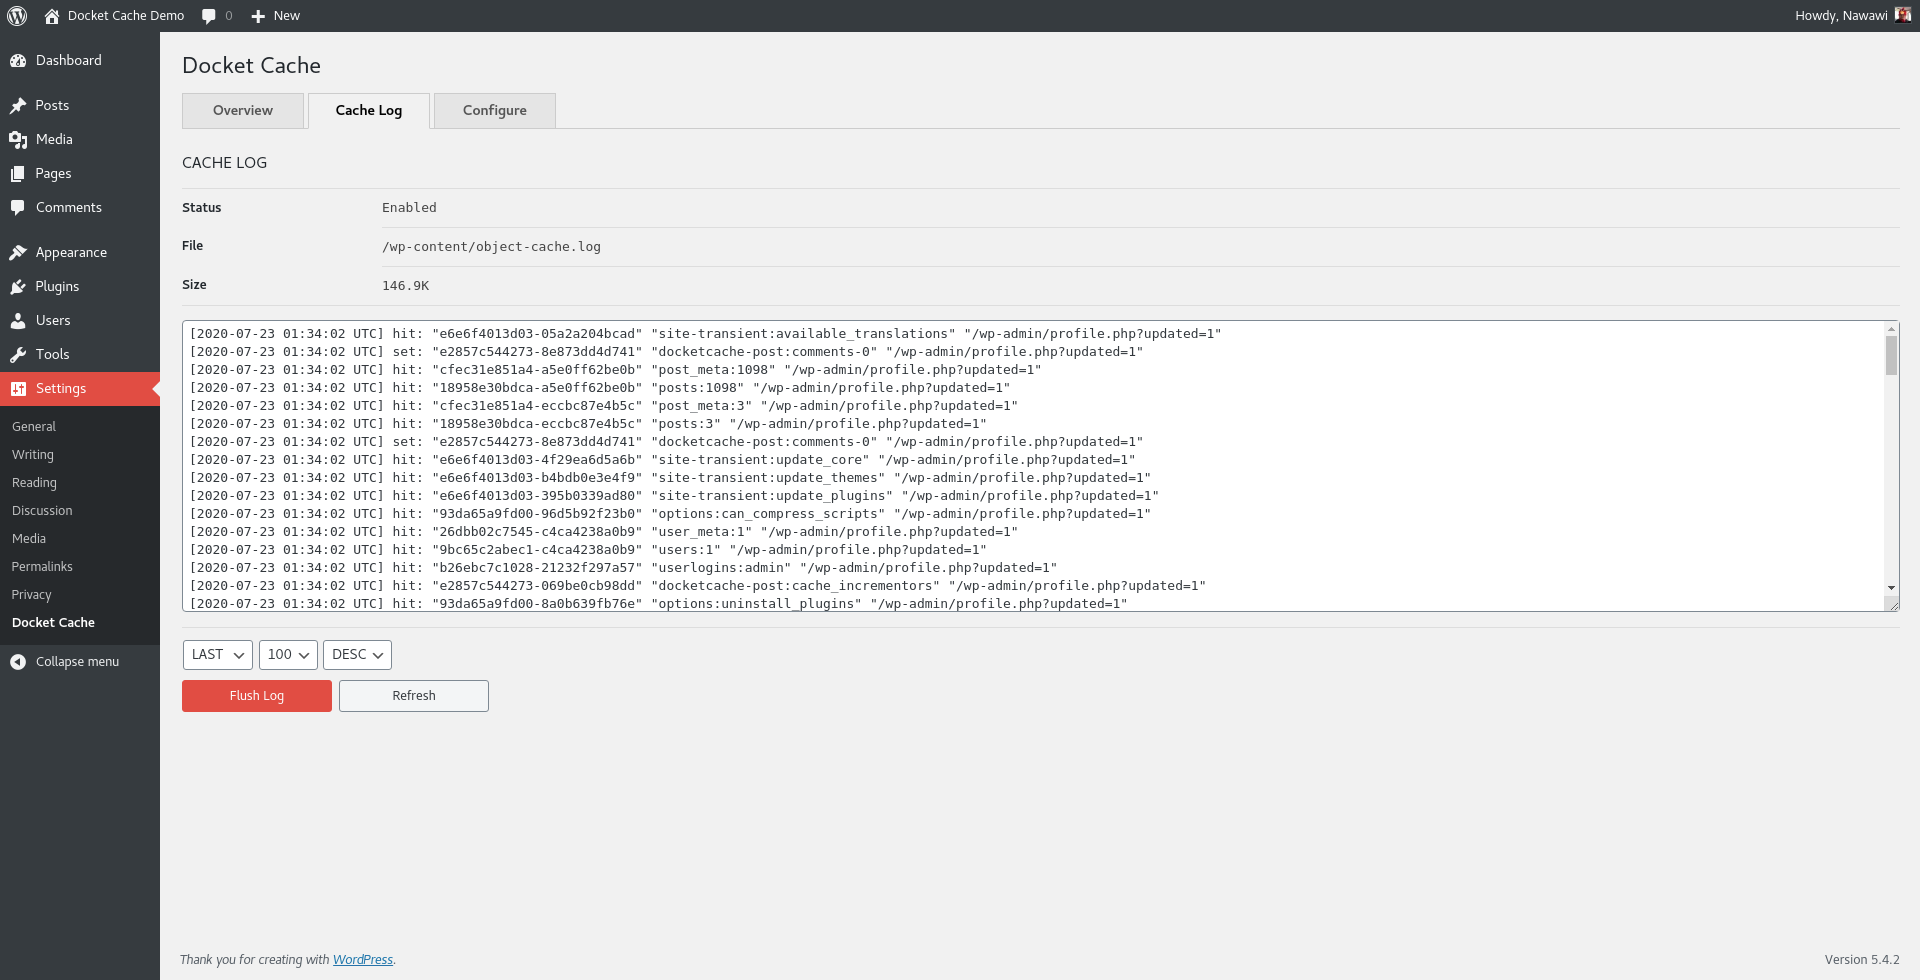 Docket Cache Demo 0 New Howdy, Nawawi
Dashboard
Posts
Media
Pages
Comments
Appearance
Plugins
Users
Tools
Settings
General
Writing
Reading
Discussion
Media
Permalinks
Privacy
Docket Cache
Collapse menu
Docket Cache
Overview Cache Log Configure
CACHE LOG
Status Enabled
File /wp-content/object-cache.log
Size 146.9K
[2020-07-23 01:34:02 UTC] hit: "e6e6f4013d03-05a2a204bcad" "site-transient:available_translations" "/wp-admin/profile.php?updated=1"
[2020-07-23 01:34:02 UTC] set: "e2857c544273-8e873dd4d741" "docketcache-post:comments-0" "/wp-admin/profile.php?updated=1"
[2020-07-23 01:34:02 UTC] hit: "cfec31e851a4-a5e0ff62be0b" "post_meta:1098" "/wp-admin/profile.php?updated=1"
[2020-07-23 01:34:02 UTC] hit: "18958e30bdca-a5e0ff62be0b" "posts:1098" "/wp-admin/profile.php?updated=1"
[2020-07-23 01:34:02 UTC] hit: "cfec31e851a4-eccbc87e4b5c" "post_meta:3" "/wp-admin/profile.php?updated=1"
[2020-07-23 01:34:02 UTC] hit: "18958e30bdca-eccbc87e4b5c" "posts:3" "/wp-admin/profile.php?updated=1"
[2020-07-23 01:34:02 UTC] set: "e2857c544273-8e873dd4d741" "docketcache-post:comments-0" "/wp-admin/profile.php?updated=1"
[2020-07-23 01:34:02 UTC] hit: "e6e6f4013d03-4f29ea6d5a6b" "site-transient:update_core" "/wp-admin/profile.php?updated=1"
[2020-07-23 01:34:02 UTC] hit: "e6e6f4013d03-b4bdb0e3e4f9" "site-transient:update_themes" "/wp-admin/profile.php?updated=1"
[2020-07-23 01:34:02 UTC] hit: "e6e6f4013d03-395b0339ad80" "site-transient:update_plugins" "/wp-admin/profile.php?updated=1"
[2020-07-23 01:34:02 UTC] hit: "93da65a9fd00-96d5b92f23b0" "options:can_compress_scripts" "/wp-admin/profile.php?updated=1"
[2020-07-23 01:34:02 UTC] hit: "26dbb02c7545-c4ca4238a0b9" "user_meta:1" "/wp-admin/profile.php?updated=1"
[2020-07-23 01:34:02 UTC] hit: "9bc65c2abec1-c4ca4238a0b9" "users:1" "/wp-admin/profile.php?updated=1"
[2020-07-23 01:34:02 UTC] hit: "b26ebc7c1028-21232f297a57" "userlogins:admin" "/wp-admin/profile.php?updated=1"
[2020-07-23 01:34:02 UTC] hit: "e2857c544273-069be0cb98dd" "docketcache-post:cache_incrementors" "/wp-admin/profile.php?updated=1"
[2020-07-23 01:34:02 UTC] hit: "93da65a9fd00-8a0b639fb76e" "options:uninstall_plugins" "/wp-admin/profile.php?updated=1"
LAST 100 DESC
Flush Log Refresh
Thank you for creating with WordPress. Version 5.4.2